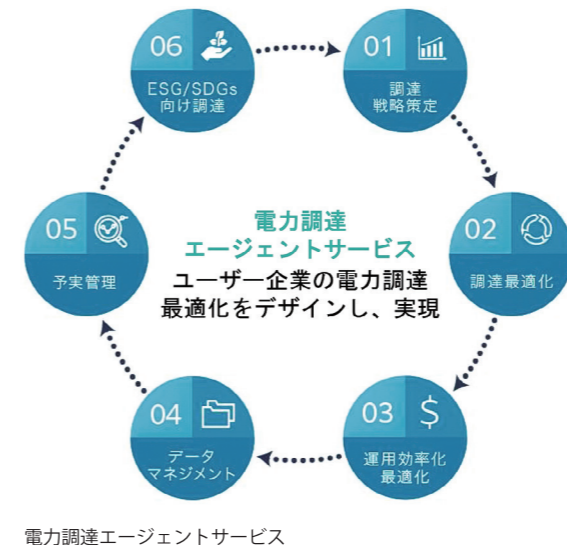 06
ESG/SDGs
向け調達
01
調達
戦略策定
05
予実管理
電力調達
エージェントサービス
ユーザー企業の電力調達
最適化をデザインし、実現
02
調達最適化
04
データ
マネジメント
03
$
運用効率化
最適化
電力調達エージェントサービス